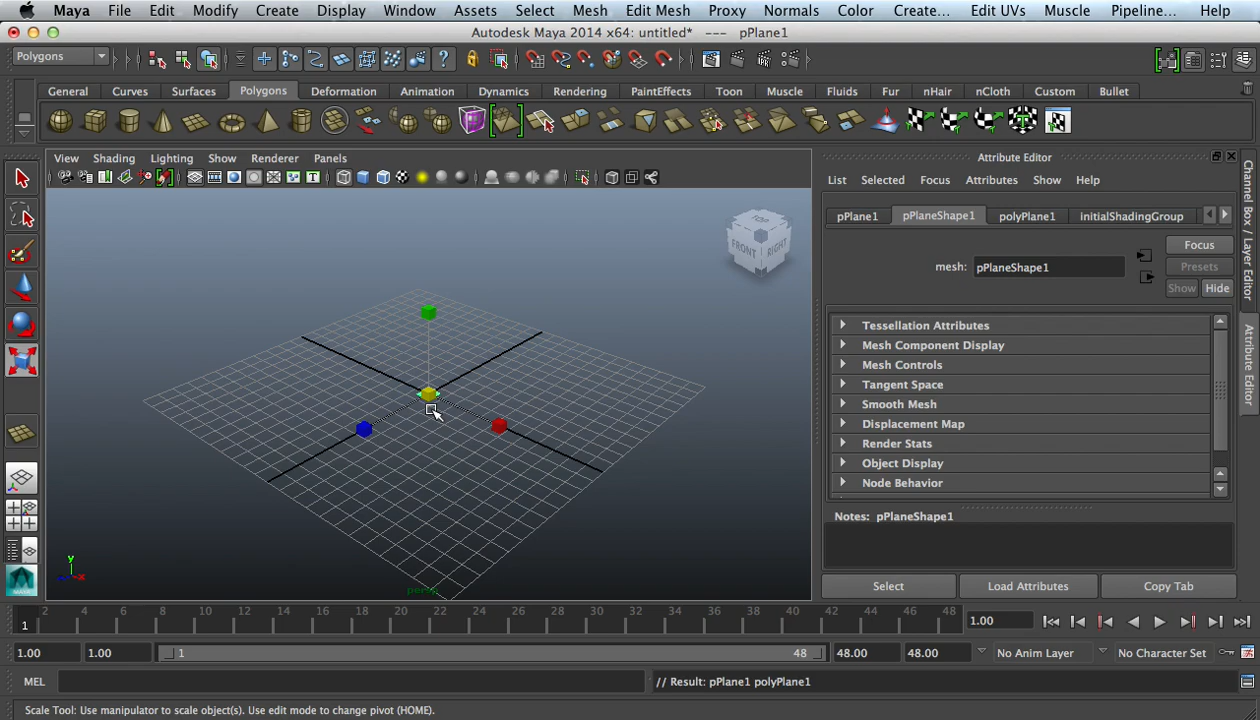 Maya File Edit Modify Create Display Window Assets Select Mesh Edit Mesh Proxy Normals Color Create... Edit UVs Muscle Pipeline... Help
Autodesk Maya 2014 x64: untitled* --- pPlane1
Polygons
General Curves Surfaces Polygons Deformation Animation Dynamics Rendering PaintEffects Toon Muscle Fluids Fur nHair nCloth Custom Bullet
View Shading Lighting Show Renderer Panels
TOP
FRONT
RIGHT
y
x
persp
Attribute Editor
List Selected Focus Attributes Show Help
pPlane1 pPlaneShape1 polyPlane1 initialShadingGroup
Focus
mesh: pPlaneShape1
Presets
Show Hide
Tessellation Attributes
Mesh Component Display
Mesh Controls
Tangent Space
Smooth Mesh
Displacement Map
Render Stats
Object Display
Node Behavior
Notes: pPlaneShape1
Select Load Attributes Copy Tab
Channel Box / Layer Editor
Attribute Editor
1 2 4 6 8 10 12 14 16 18 20 22 24 26 28 30 32 34 36 38 40 42 44 46 48 1.00
1.00 1.00 1 48 48.00 48.00 No Anim Layer No Character Set
MEL // Result: pPlane1 polyPlane1
Scale Tool: Use manipulator to scale object(s). Use edit mode to change pivot (HOME).